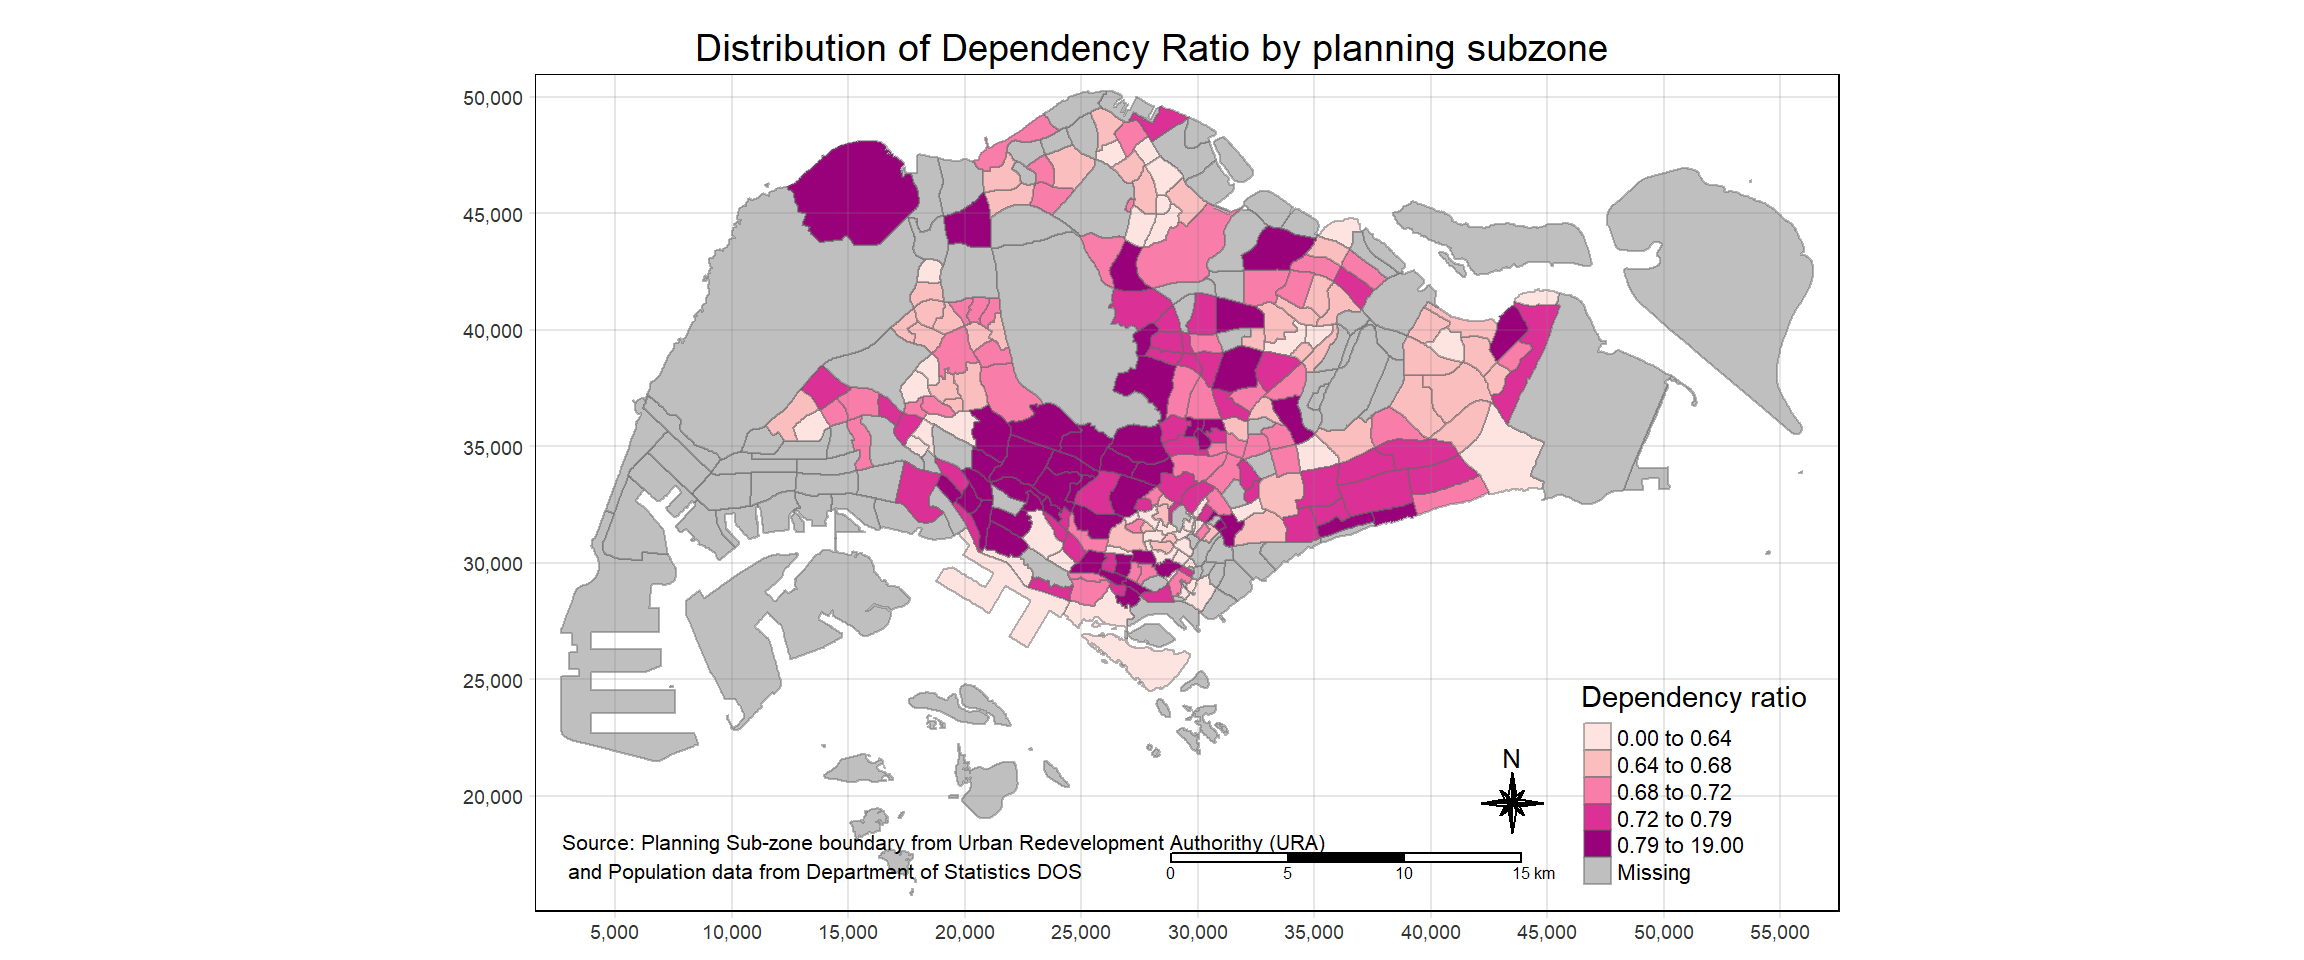 Distribution of Dependency Ratio by planning subzone
50,000
45,000
40,000
35,000
30,000
25,000
20,000
Dependency ratio
0.00 to 0.64
0.64 to 0.68
0.68 to 0.72
0.72 to 0.79
0.79 to 19.00
Missing
N
Source: Planning Sub-zone boundary from Urban Redevelopment Authorithy (URA)
and Population data from Department of Statistics DOS
0 5 10 15 km
5,000 10,000 15,000 20,000 25,000 30,000 35,000 40,000 45,000 50,000 55,000